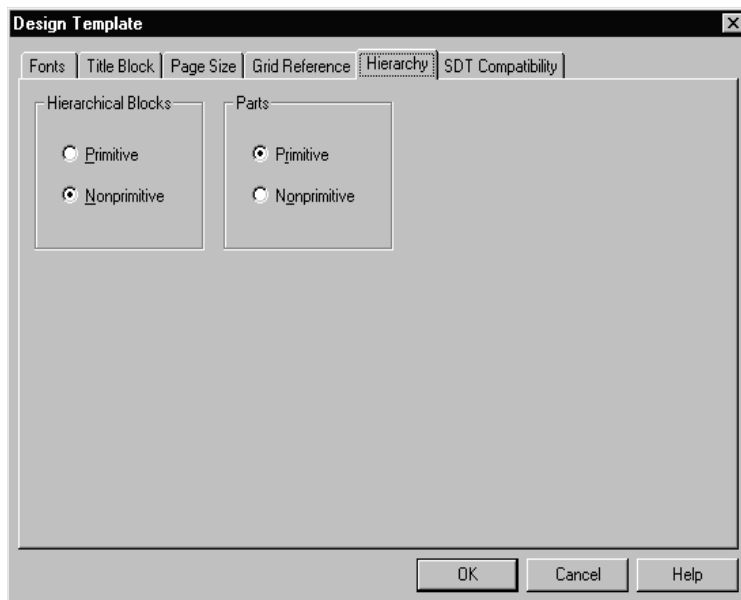 Design Template
Fonts Title Block Page Size Grid Reference Hierarchy SDT Compatibility
Hierarchical Blocks Parts
Primitive Primitive
Nonprimitive Nonprimitive
OK Cancel Help